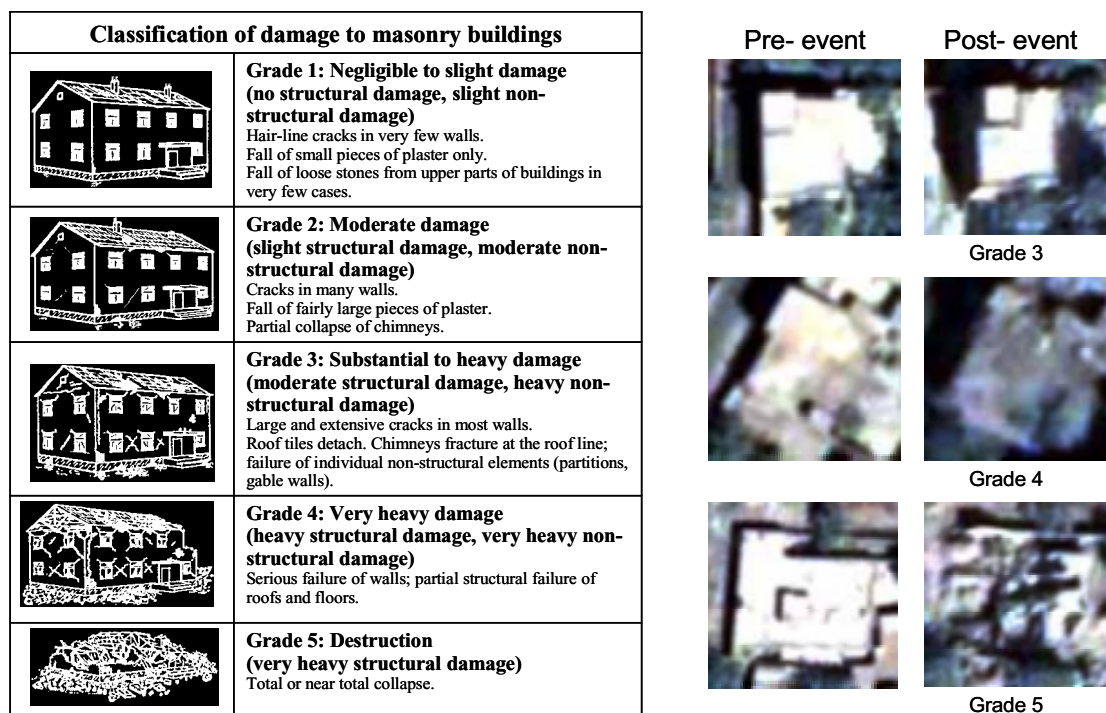 Classification of damage to masonry buildings
Grade 1: Negligible to slight damage
(no structural damage, slight non-
structural damage)
Hair-line cracks in very few walls.
Fall of small pieces of plaster only.
Fall of loose stones from upper parts of buildings in
very few cases.
Grade 2: Moderate damage
(slight structural damage, moderate non-
structural damage)
Cracks in many walls.
Fall of fairly large pieces of plaster.
Partial collapse of chimneys.
Grade 3: Substantial to heavy damage
(moderate structural damage, heavy non-
structural damage)
Large and extensive cracks in most walls.
Roof tiles detach. Chimneys fracture at the roof line;
failure of individual non-structural elements (partitions,
gable walls).
Grade 4: Very heavy damage
(heavy structural damage, very heavy non-
structural damage)
Serious failure of walls; partial structural failure of
roofs and floors.
Grade 5: Destruction
(very heavy structural damage)
Total or near total collapse.
Pre- event Post- event
Grade 3
Grade 4
Grade 5